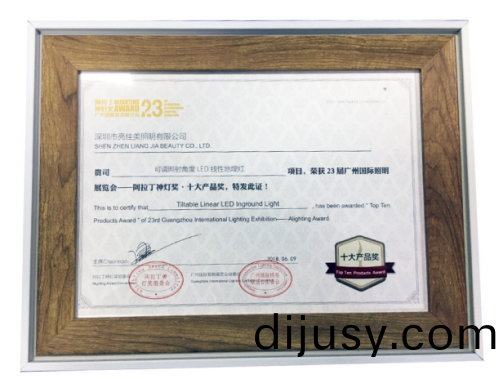 AWARD 23
深圳市亮佳美照明有限公司
SHEN ZHEN LIANG JIA BEAUTY CO., LTD.
贵司 可调照射角度LED线性地埋灯 项目，荣获23届广州国际照明
展览会——阿拉丁神灯奖·十大产品奖，特发此证！
This is to certify that Tiltable Linear LED Inground Light , has been awarded " Top Ten
Products Award " of 23rd Guangzhou International Lighting Exhibition——Alighting Award.
2018.06.09
十大产品奖
Top Ten Products Award
dijusy.com